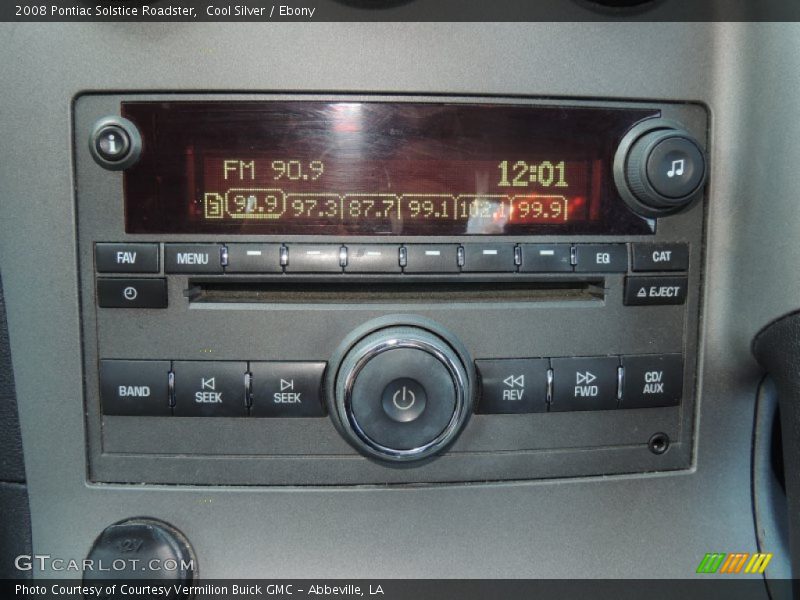 2008 Pontiac Solstice Roadster,  Cool Silver / Ebony
i
FM 90.9 12:01
90.9 97.3 87.7 99.1 102.1 99.9
FAV MENU EQ CAT
EJECT
BAND SEEK SEEK REV FWD CD/AUX
12V
GTCARLOT.COM
Photo Courtesy of Courtesy Vermilion Buick GMC - Abbeville, LA